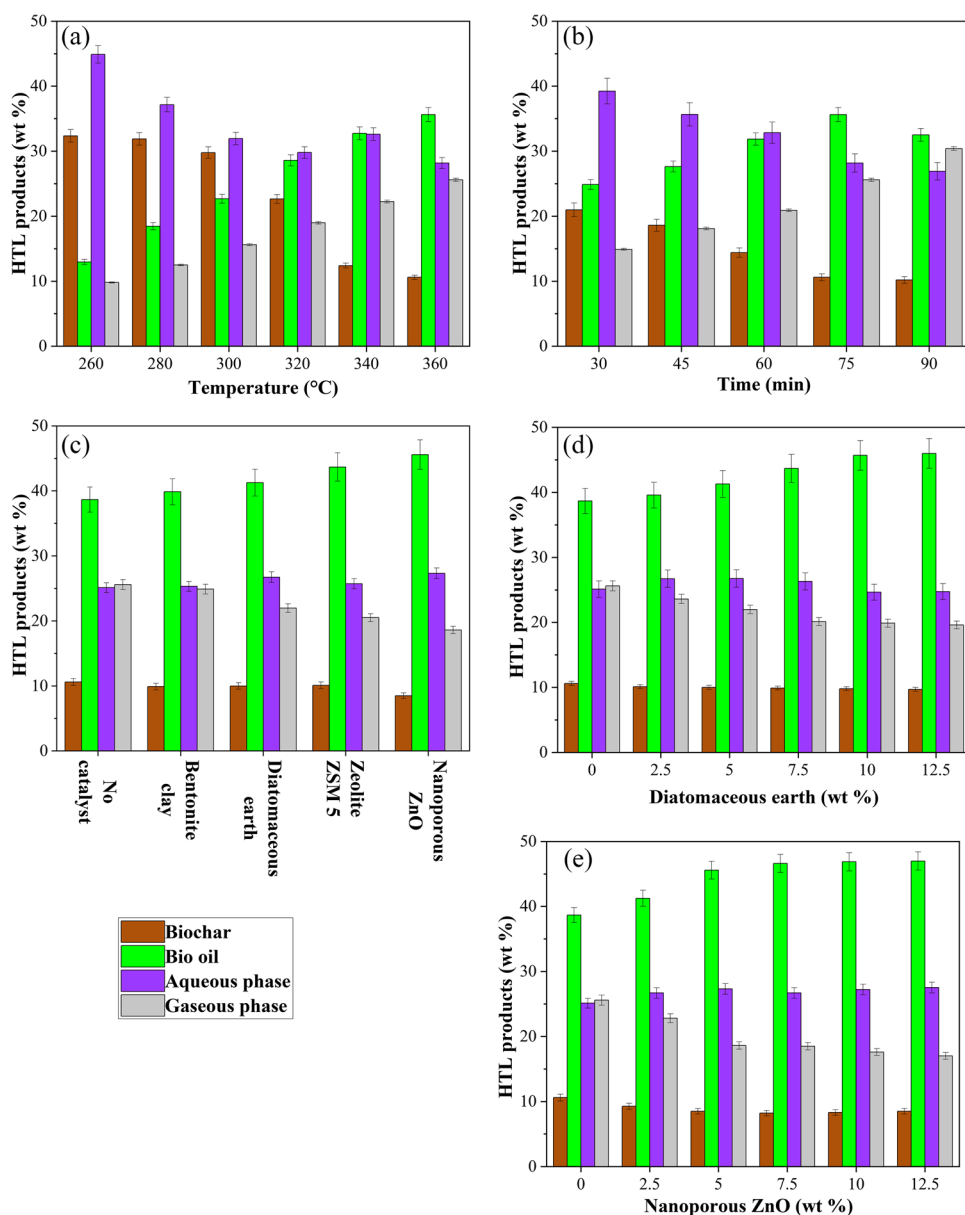 (a)
HTL products (wt %)
50
40
30
20
10
0
260 280 300 320 340 360
Temperature (°C)
(b)
HTL products (wt %)
50
40
30
20
10
0
30 45 60 75 90
Time (min)
(c)
HTL products (wt %)
50
40
30
20
10
0
No
catalyst
Bentonite
clay
Diatomaceous
earth
Zeolite
ZSM 5
Nanoporous
ZnO
(d)
HTL products (wt %)
50
40
30
20
10
0
0 2.5 5 7.5 10 12.5
Diatomaceous earth (wt %)
Biochar
Bio oil
Aqueous phase
Gaseous phase
(e)
HTL products (wt %)
50
40
30
20
10
0
0 2.5 5 7.5 10 12.5
Nanoporous ZnO (wt %)